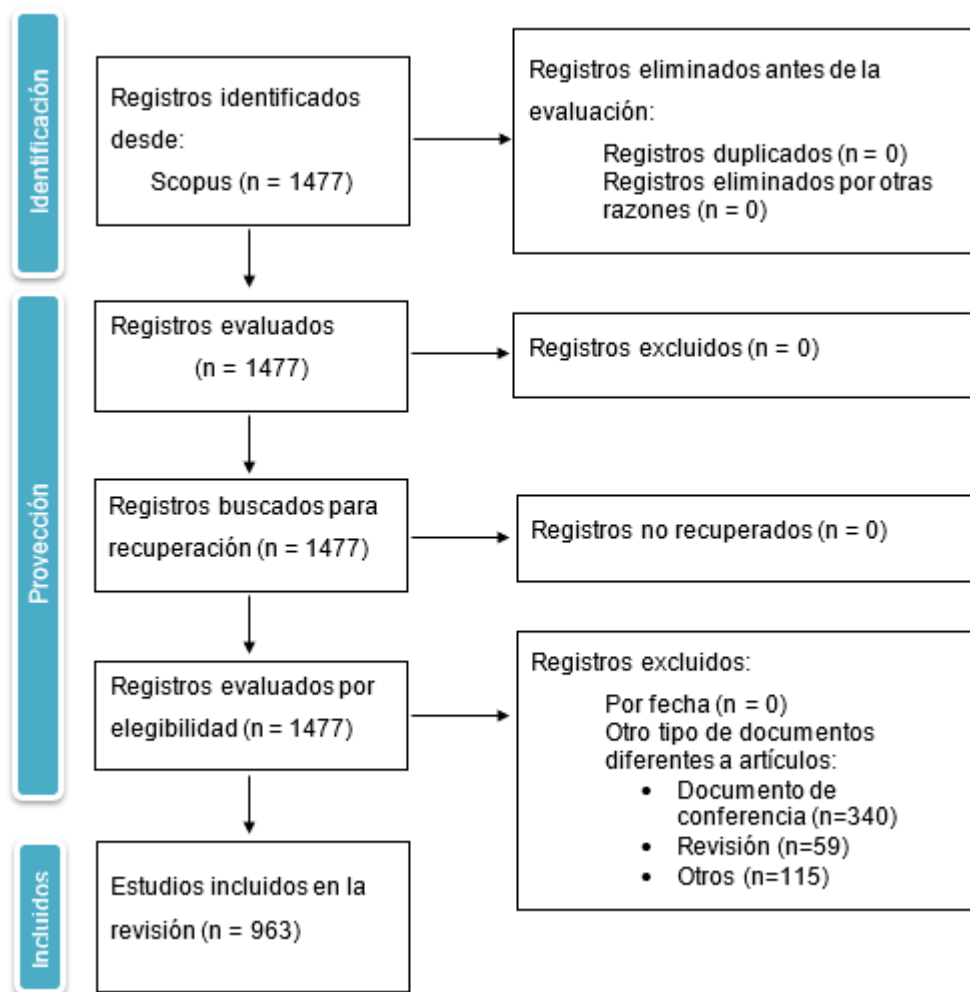 Identificación
Registros identificados
desde:
Scopus (n = 1477)
Registros eliminados antes de la
evaluación:
Registros duplicados (n = 0)
Registros eliminados por otras
razones (n = 0)
Provección
Registros evaluados
(n = 1477)
Registros excluidos (n = 0)
Registros buscados para
recuperación (n = 1477)
Registros no recuperados (n = 0)
Registros evaluados por
elegibilidad (n = 1477)
Registros excluidos:
Por fecha (n = 0)
Otro tipo de documentos
diferentes a artículos:
• Documento de
conferencia (n=340)
• Revisión (n=59)
• Otros (n=115)
Incluidos
Estudios incluidos en la
revisión (n = 963)